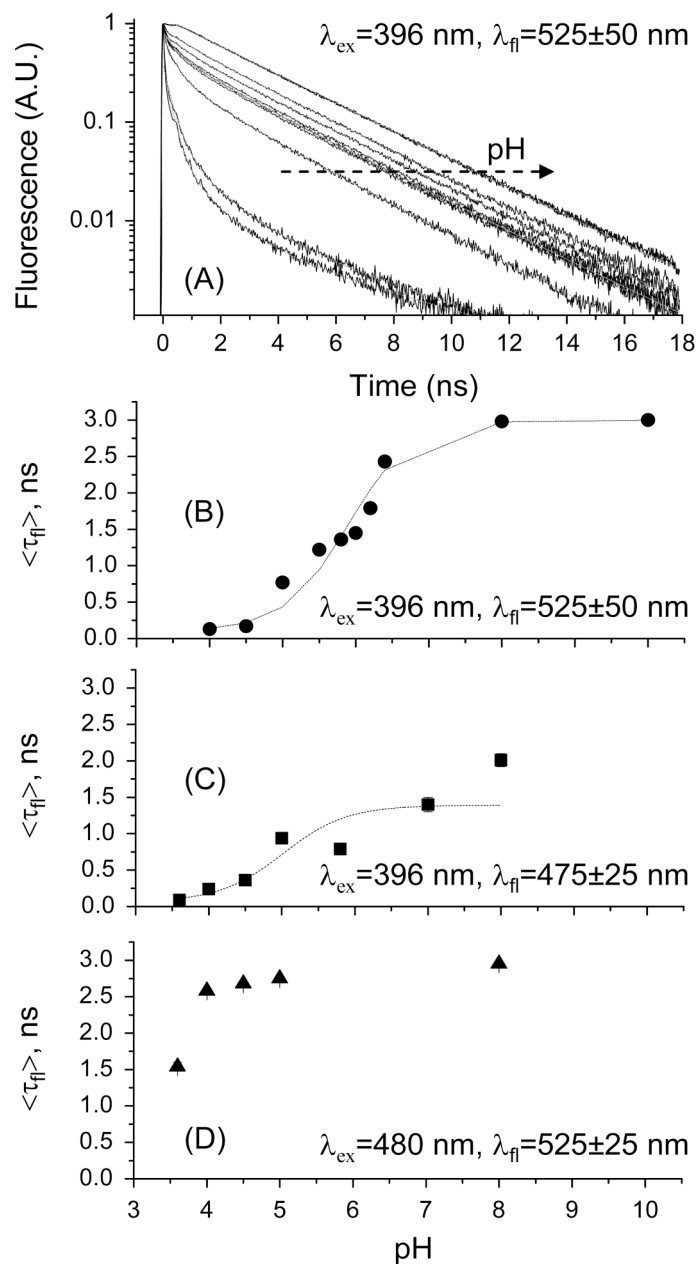 λex=396 nm, λfl=525±50 nm
Fluorescence (A.U.)
1
0.1
0.01
pH
(A)
0 2 4 6 8 10 12 14 16 18
Time (ns)
<τfl>, ns
3.0
2.5
2.0
1.5
1.0
0.5
0.0
(B)
λex=396 nm, λfl=525±50 nm
<τfl>, ns
3.0
2.5
2.0
1.5
1.0
0.5
0.0
(C)
λex=396 nm, λfl=475±25 nm
<τfl>, ns
3.0
2.5
2.0
1.5
1.0
0.5
0.0
(D)
λex=480 nm, λfl=525±25 nm
3 4 5 6 7 8 9 10
pH